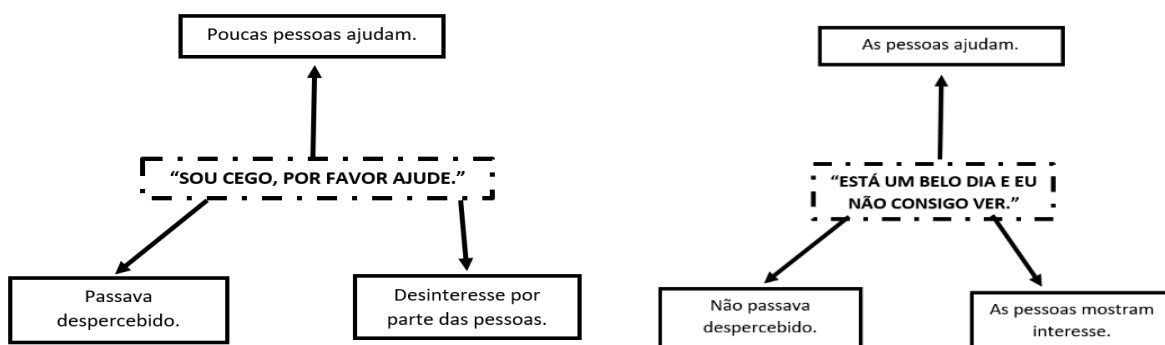 Poucas pessoas ajudam.
“SOU CEGO, POR FAVOR AJUDE.”
Passava
despercebido.
Desinteresse por
parte das pessoas.
As pessoas ajudam.
“ESTÁ UM BELO DIA E EU
NÃO CONSIGO VER.”
Não passava
despercebido.
As pessoas mostram
interesse.